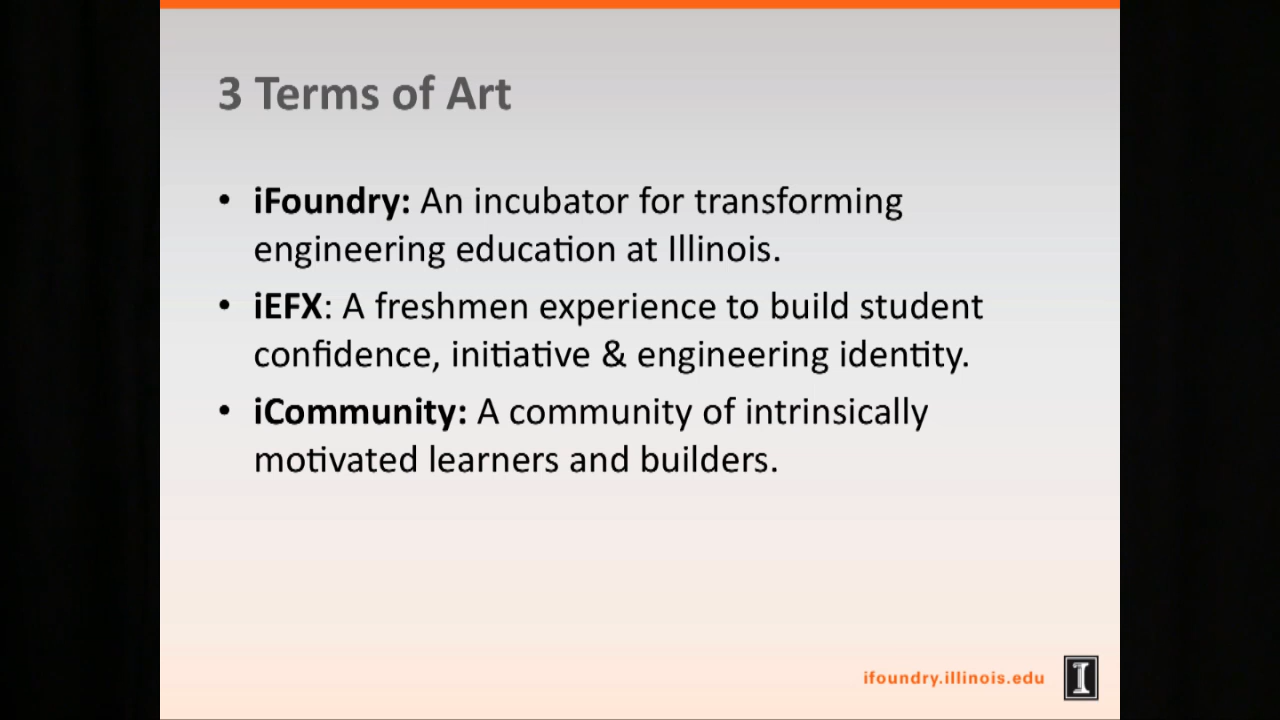 3 Terms of Art
• iFoundry: An incubator for transforming
engineering education at Illinois.
• iEFX: A freshmen experience to build student
confidence, initiative & engineering identity.
• iCommunity: A community of intrinsically
motivated learners and builders.
ifoundry.illinois.edu
I